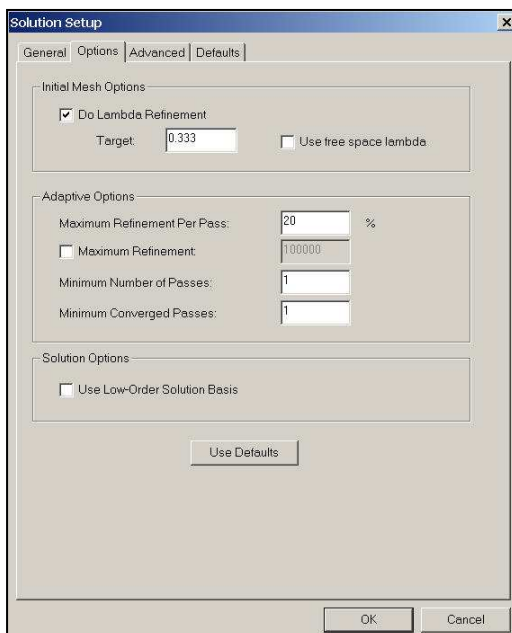 Solution Setup
General Options Advanced Defaults
Initial Mesh Options
Do Lambda Refinement
Target: 0.333 Use free space lambda
Adaptive Options
Maximum Refinement Per Pass: 20 %
Maximum Refinement: 100000
Minimum Number of Passes: 1
Minimum Converged Passes: 1
Solution Options
Use Low-Order Solution Basis
Use Defaults
OK Cancel